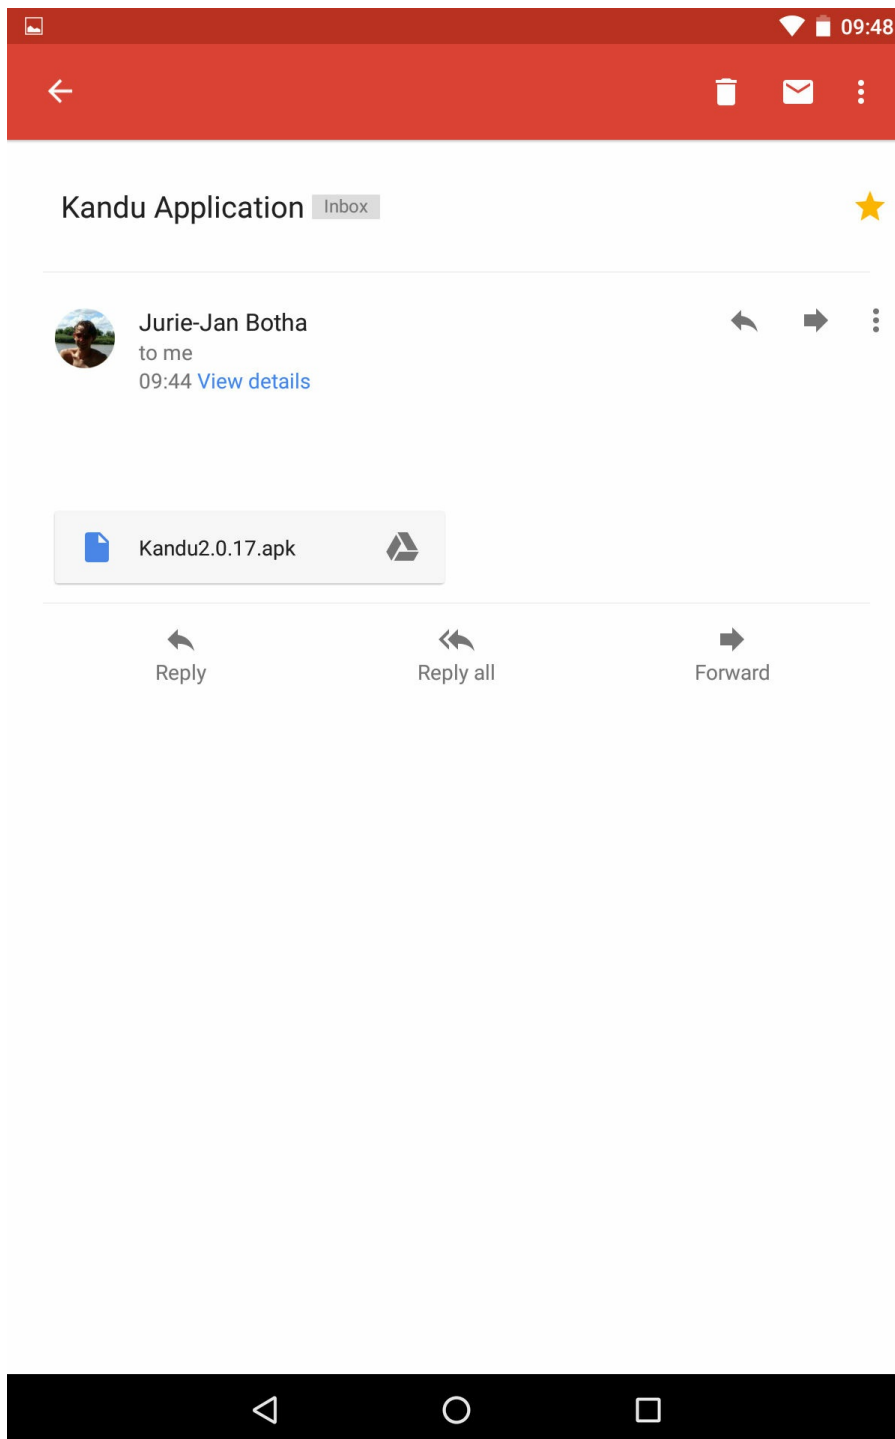 09:48
Kandu Application Inbox
Jurie-Jan Botha
to me
09:44 View details
Kandu2.0.17.apk
Reply Reply all Forward